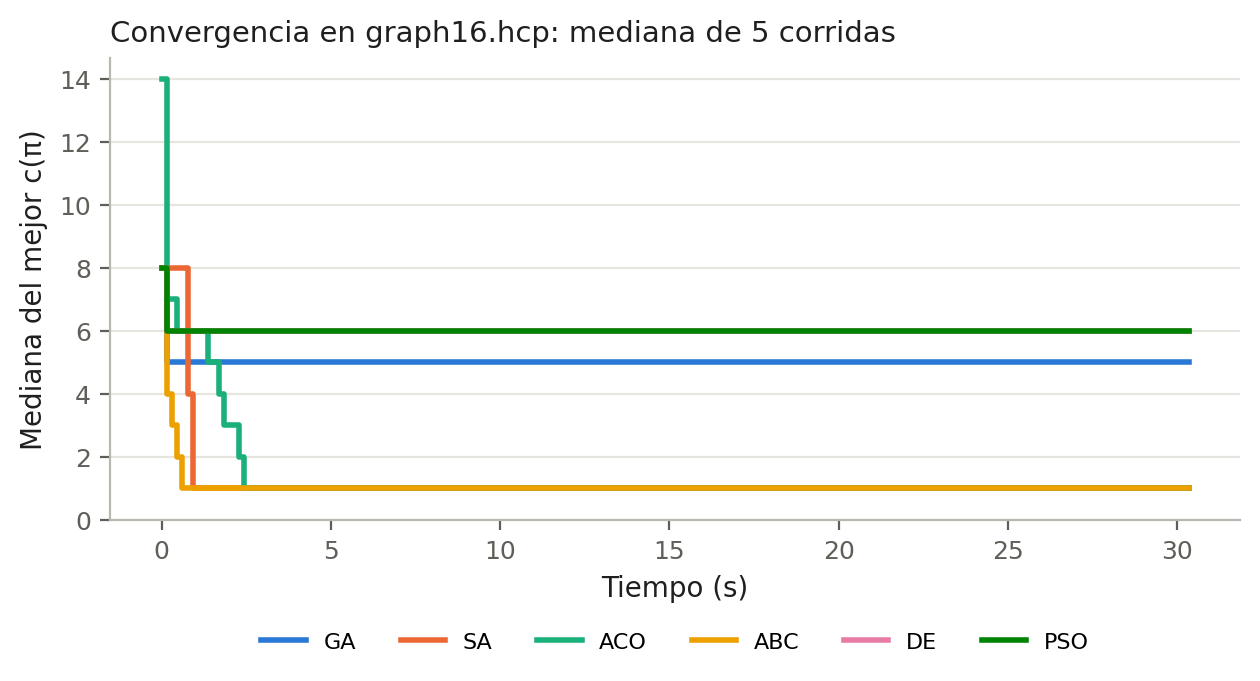 Convergencia en graph16.hcp: mediana de 5 corridas
Mediana del mejor c(π)
14
12
10
8
6
4
2
0
0 5 10 15 20 25 30
Tiempo (s)
GA SA ACO ABC DE PSO